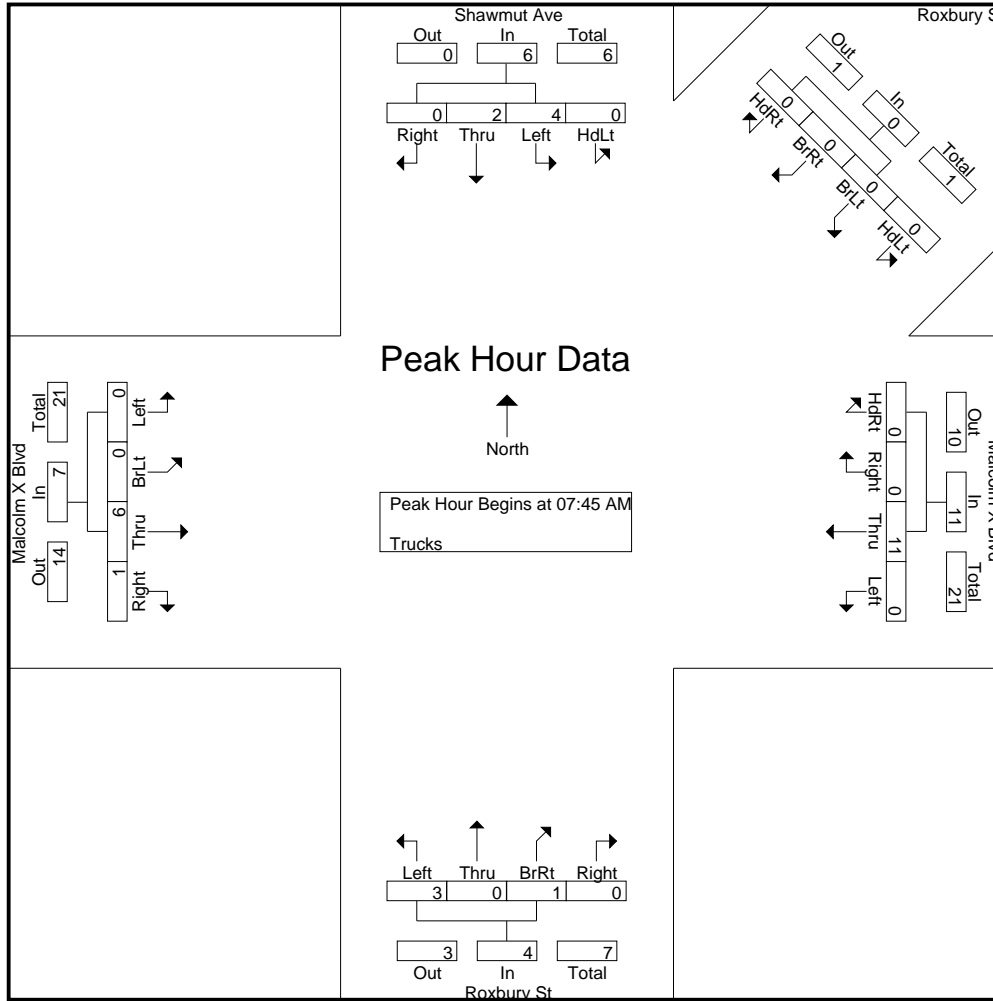 Shawmut Ave
Out In Total
0 6 6
0 2 4 0
Right Thru Left HdLt
Roxbury S
Out
1
In
0
Total
1
HdRt
0
BrRt
0
BrLt
0
HdLt
0
Peak Hour Data
North
Peak Hour Begins at 07:45 AM
Trucks
Malcolm X Blvd
Total In Out
21 7 14
0 0 6 1
Left BrLt Thru Right
HdRt Right Thru Left
0 0 11 0
Out In Total
10 11 21
Malcolm X Blvd
Left Thru BrRt Right
3 0 1 0
3 4 7
Out In Total
Roxbury St